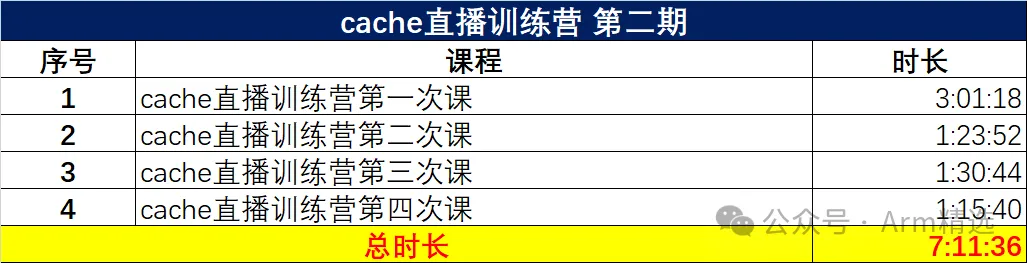 cache直播训练营 第二期
序号 课程 时长
1 cache直播训练营第一次课 3:01:18
2 cache直播训练营第二次课 1:23:52
3 cache直播训练营第三次课 1:30:44
4 cache直播训练营第四次课 1:15:40
公众号 · Arm精选
总时长 7:11:36